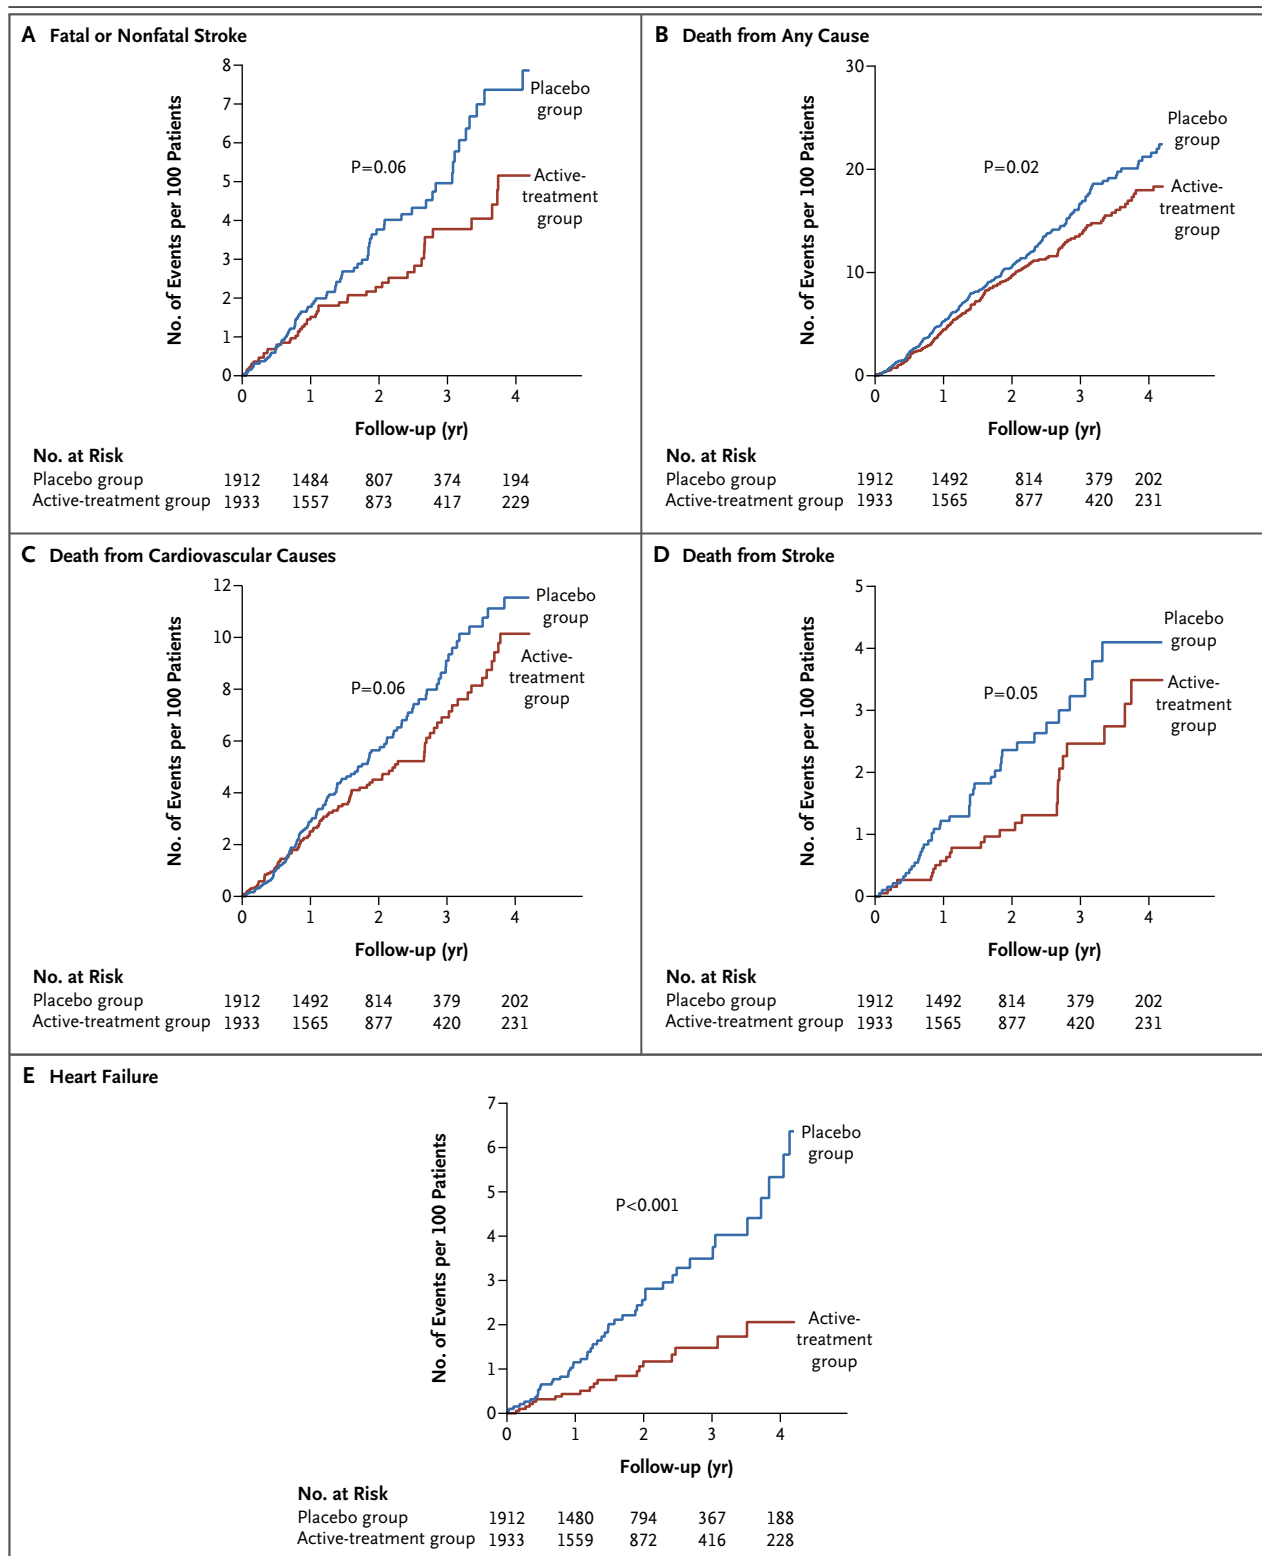 A Fatal or Nonfatal Stroke
No. of Events per 100 Patients
8
7
6
5
4
3
2
1
0
P=0.06
Placebo
group
Active-
treatment
group
0 1 2 3 4
Follow-up (yr)
No. at Risk
Placebo group 1912 1484 807 374 194
Active-treatment group 1933 1557 873 417 229
B Death from Any Cause
No. of Events per 100 Patients
30
20
10
0
P=0.02
Placebo
group
Active-
treatment
group
0 1 2 3 4
Follow-up (yr)
No. at Risk
Placebo group 1912 1492 814 379 202
Active-treatment group 1933 1565 877 420 231
C Death from Cardiovascular Causes
No. of Events per 100 Patients
12
10
8
6
4
2
0
P=0.06
Placebo
group
Active-
treatment
group
0 1 2 3 4
Follow-up (yr)
No. at Risk
Placebo group 1912 1492 814 379 202
Active-treatment group 1933 1565 877 420 231
D Death from Stroke
No. of Events per 100 Patients
5
4
3
2
1
0
P=0.05
Placebo
group
Active-
treatment
group
0 1 2 3 4
Follow-up (yr)
No. at Risk
Placebo group 1912 1492 814 379 202
Active-treatment group 1933 1565 877 420 231
E Heart Failure
No. of Events per 100 Patients
7
6
5
4
3
2
1
0
P<0.001
Placebo
group
Active-
treatment
group
0 1 2 3 4
Follow-up (yr)
No. at Risk
Placebo group 1912 1480 794 367 188
Active-treatment group 1933 1559 872 416 228